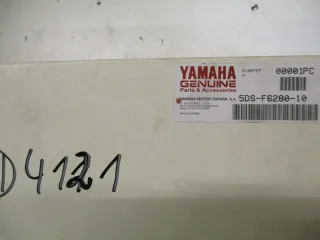 YAMAHA
GENUINE
Parts & Accessories
00001PC
YAMAHA MOTOR ESPAÑA S.A.
5DS-F6280-10
D4121